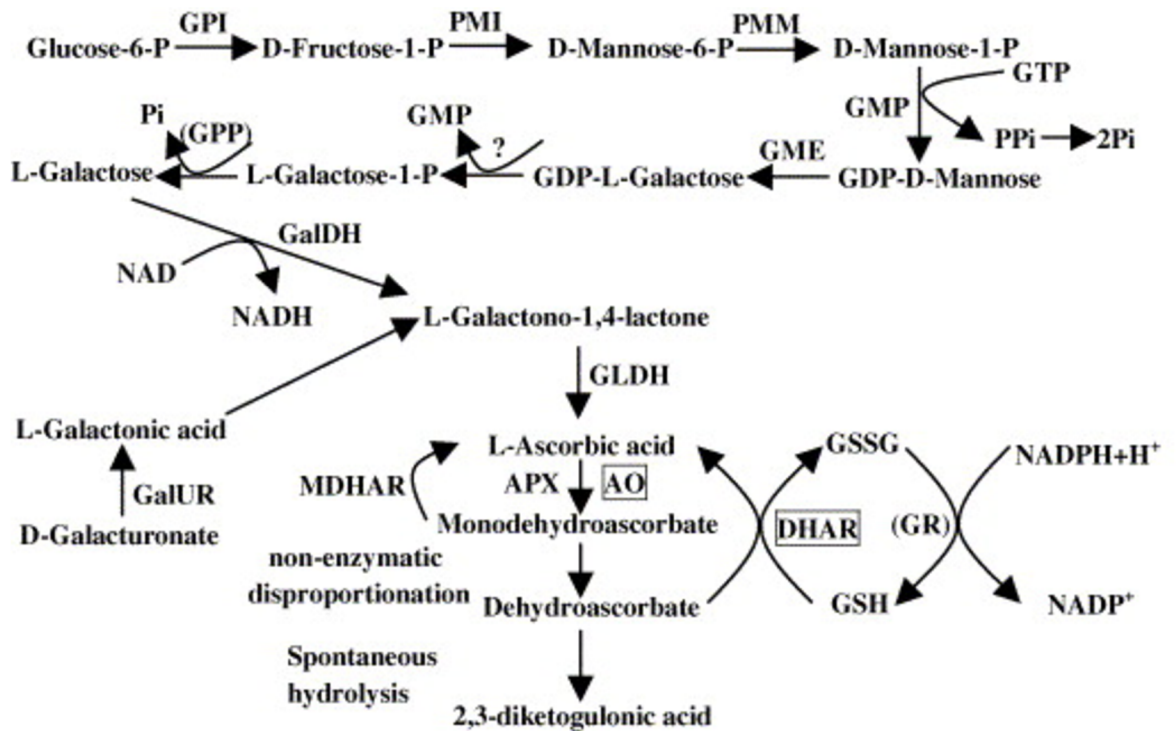 GPI PMI PMM
Glucose-6-P D-Fructose-1-P D-Mannose-6-P D-Mannose-1-P
GTP
Pi GMP GMP
(GPP) ? GME PPi 2Pi
L-Galactose L-Galactose-1-P GDP-L-Galactose GDP-D-Mannose
GalDH
NAD
NADH L-Galactono-1,4-lactone
GLDH
L-Galactonic acid L-Ascorbic acid GSSG NADPH+H⁺
MDHAR APX AO
GalUR
D-Galacturonate Monodehydroascorbate DHAR (GR)
non-enzymatic
disproportionation Dehydroascorbate GSH NADP⁺
Spontaneous
hydrolysis
2,3-diketogulonic acid